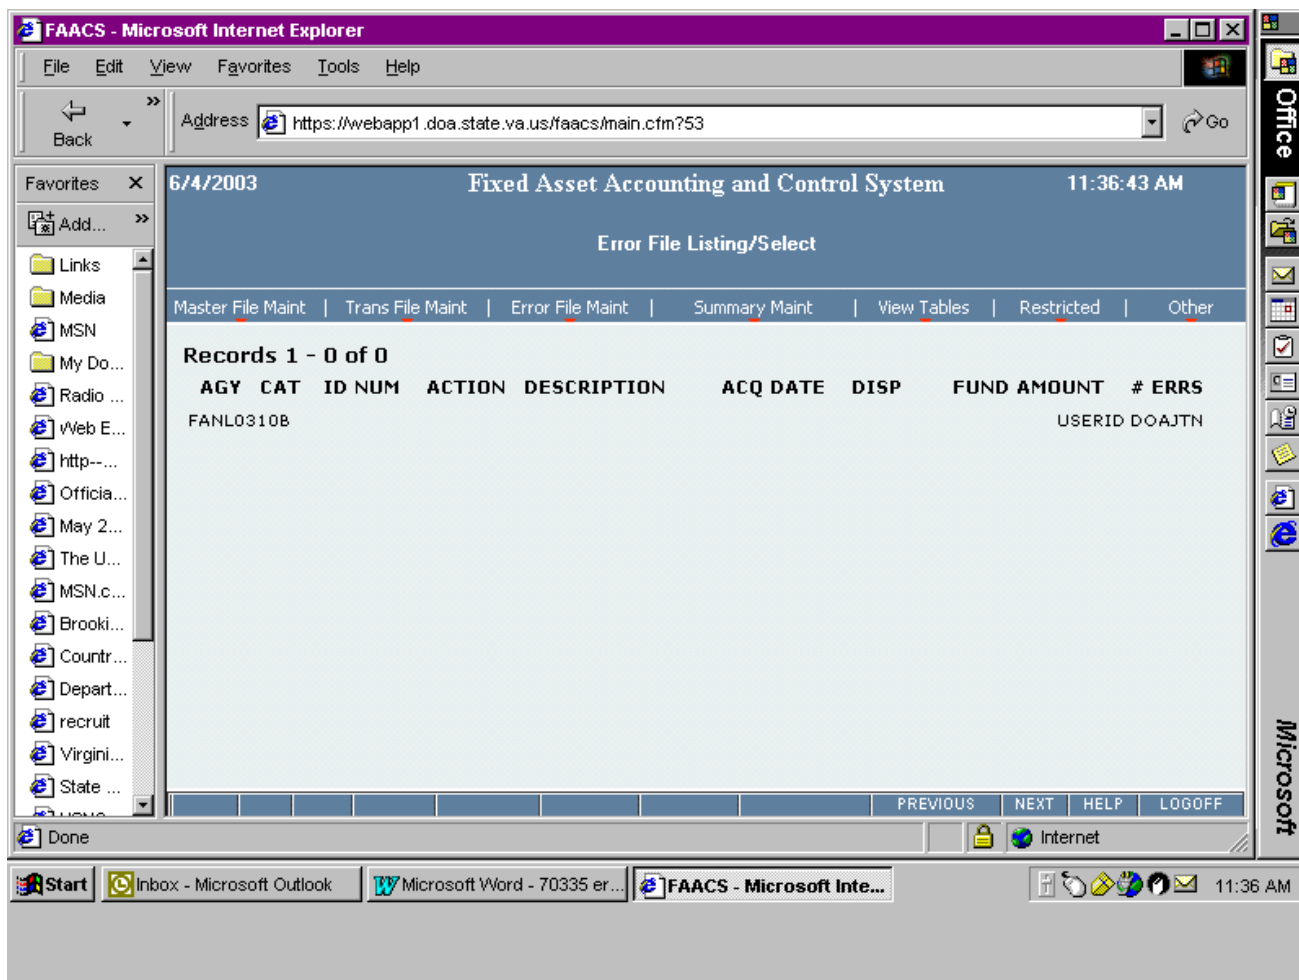 FAACS - Microsoft Internet Explorer
File Edit View Favorites Tools Help
Back » Address https://webapp1.doa.state.va.us/faacs/main.cfm?53 Go
Favorites X
Add... »
Links
Media
MSN
My Do...
Radio ...
Web E...
http--...
Officia...
May 2...
The U...
MSN.c...
Brooki...
Countr...
Depart...
recruit
Virgini...
State ...
6/4/2003 Fixed Asset Accounting and Control System 11:36:43 AM
Error File Listing/Select
Master File Maint | Trans File Maint | Error File Maint | Summary Maint | View Tables | Restricted | Other
Records 1 - 0 of 0
AGY CAT ID NUM ACTION DESCRIPTION ACQ DATE DISP FUND AMOUNT # ERRS
FANL0310B USERID DOAJTN
PREVIOUS NEXT HELP LOGOFF
Done Internet
Office
Microsoft
Start Inbox - Microsoft Outlook Microsoft Word - 70335 er... FAACS - Microsoft Inte... 11:36 AM